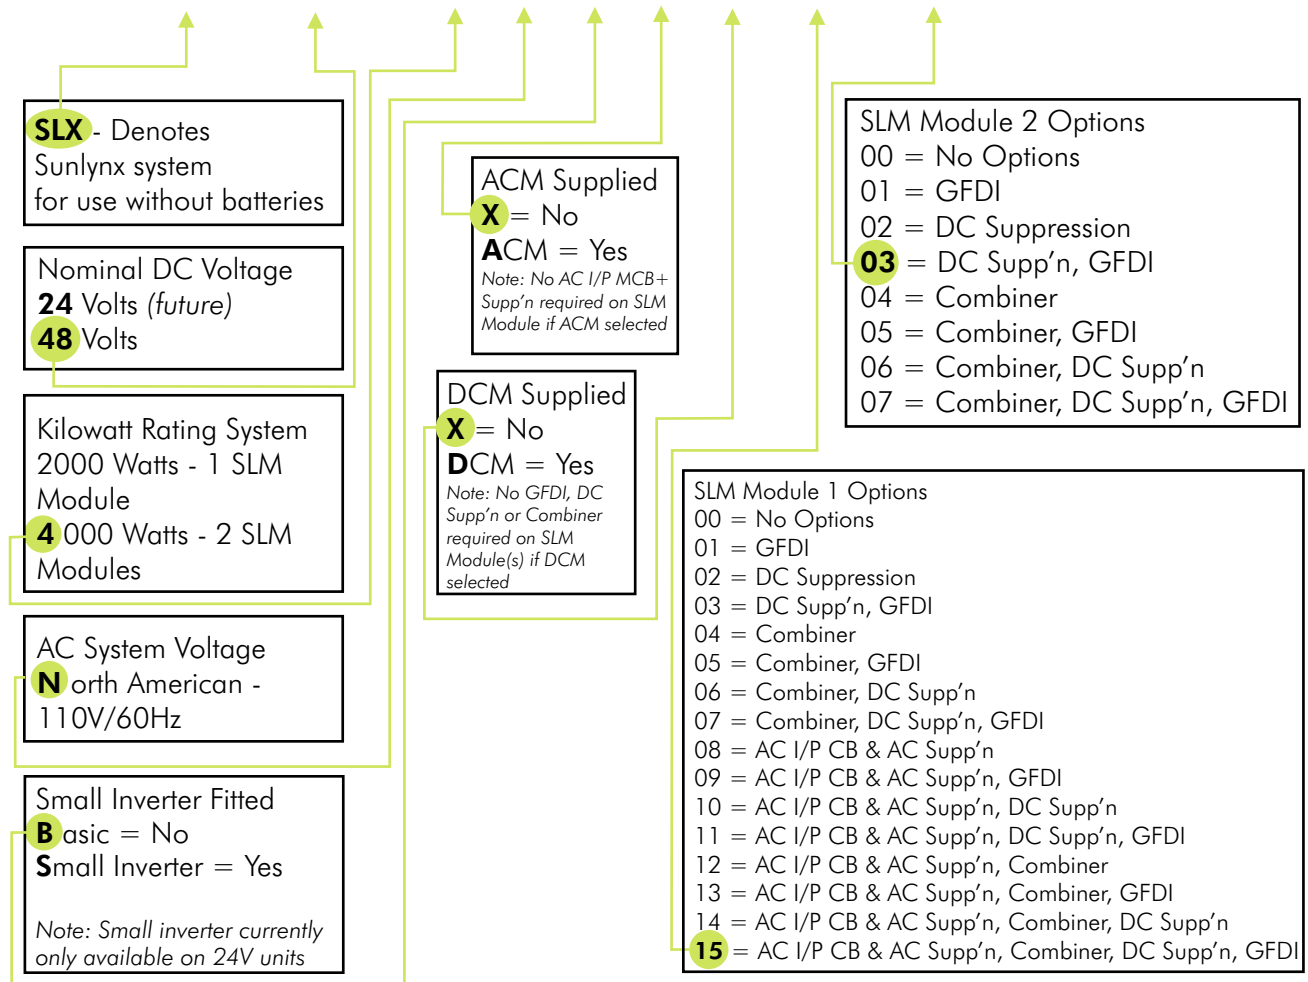 SLX - Denotes
Sunlynx system
for use without batteries
Nominal DC Voltage
24 Volts (future)
48 Volts
Kilowatt Rating System
2000 Watts - 1 SLM
Module
4000 Watts - 2 SLM
Modules
AC System Voltage
North American -
110V/60Hz
Small Inverter Fitted
Basic = No
Small Inverter = Yes
Note: Small inverter currently
only available on 24V units
ACM Supplied
X = No
ACM = Yes
Note: No AC I/P MCB+
Supp'n required on SLM
Module if ACM selected
DCM Supplied
X = No
DCM = Yes
Note: No GFDI, DC
Supp'n or Combiner
required on SLM
Module(s) if DCM
selected
SLM Module 2 Options
00 = No Options
01 = GFDI
02 = DC Suppression
03 = DC Supp'n, GFDI
04 = Combiner
05 = Combiner, GFDI
06 = Combiner, DC Supp'n
07 = Combiner, DC Supp'n, GFDI
SLM Module 1 Options
00 = No Options
01 = GFDI
02 = DC Suppression
03 = DC Supp'n, GFDI
04 = Combiner
05 = Combiner, GFDI
06 = Combiner, DC Supp'n
07 = Combiner, DC Supp'n, GFDI
08 = AC I/P CB & AC Supp'n
09 = AC I/P CB & AC Supp'n, GFDI
10 = AC I/P CB & AC Supp'n, DC Supp'n
11 = AC I/P CB & AC Supp'n, DC Supp'n, GFDI
12 = AC I/P CB & AC Supp'n, Combiner
13 = AC I/P CB & AC Supp'n, Combiner, GFDI
14 = AC I/P CB & AC Supp'n, Combiner, DC Supp'n
15 = AC I/P CB & AC Supp'n, Combiner, DC Supp'n, GFDI